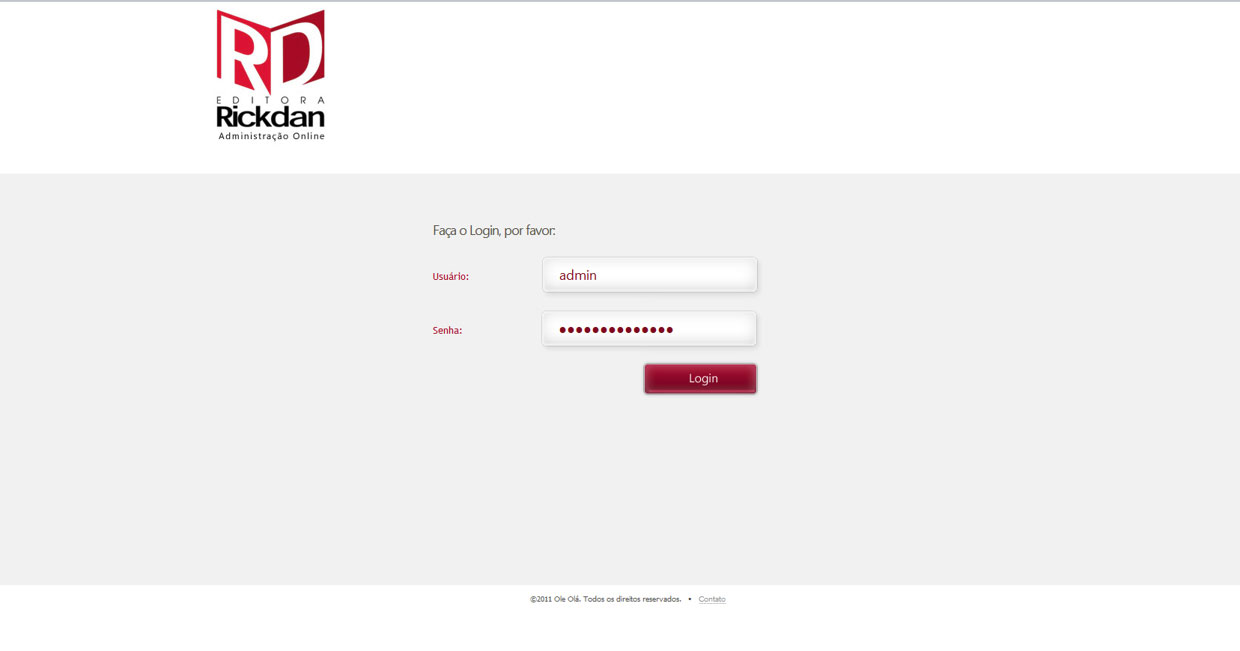 RD
EDITORA
Rickdan
Administração Online
Faça o Login, por favor:
Usuário: admin
Senha: ••••••••••••••
Login
©2011 Ole Olá. Todos os direitos reservados. • Contato